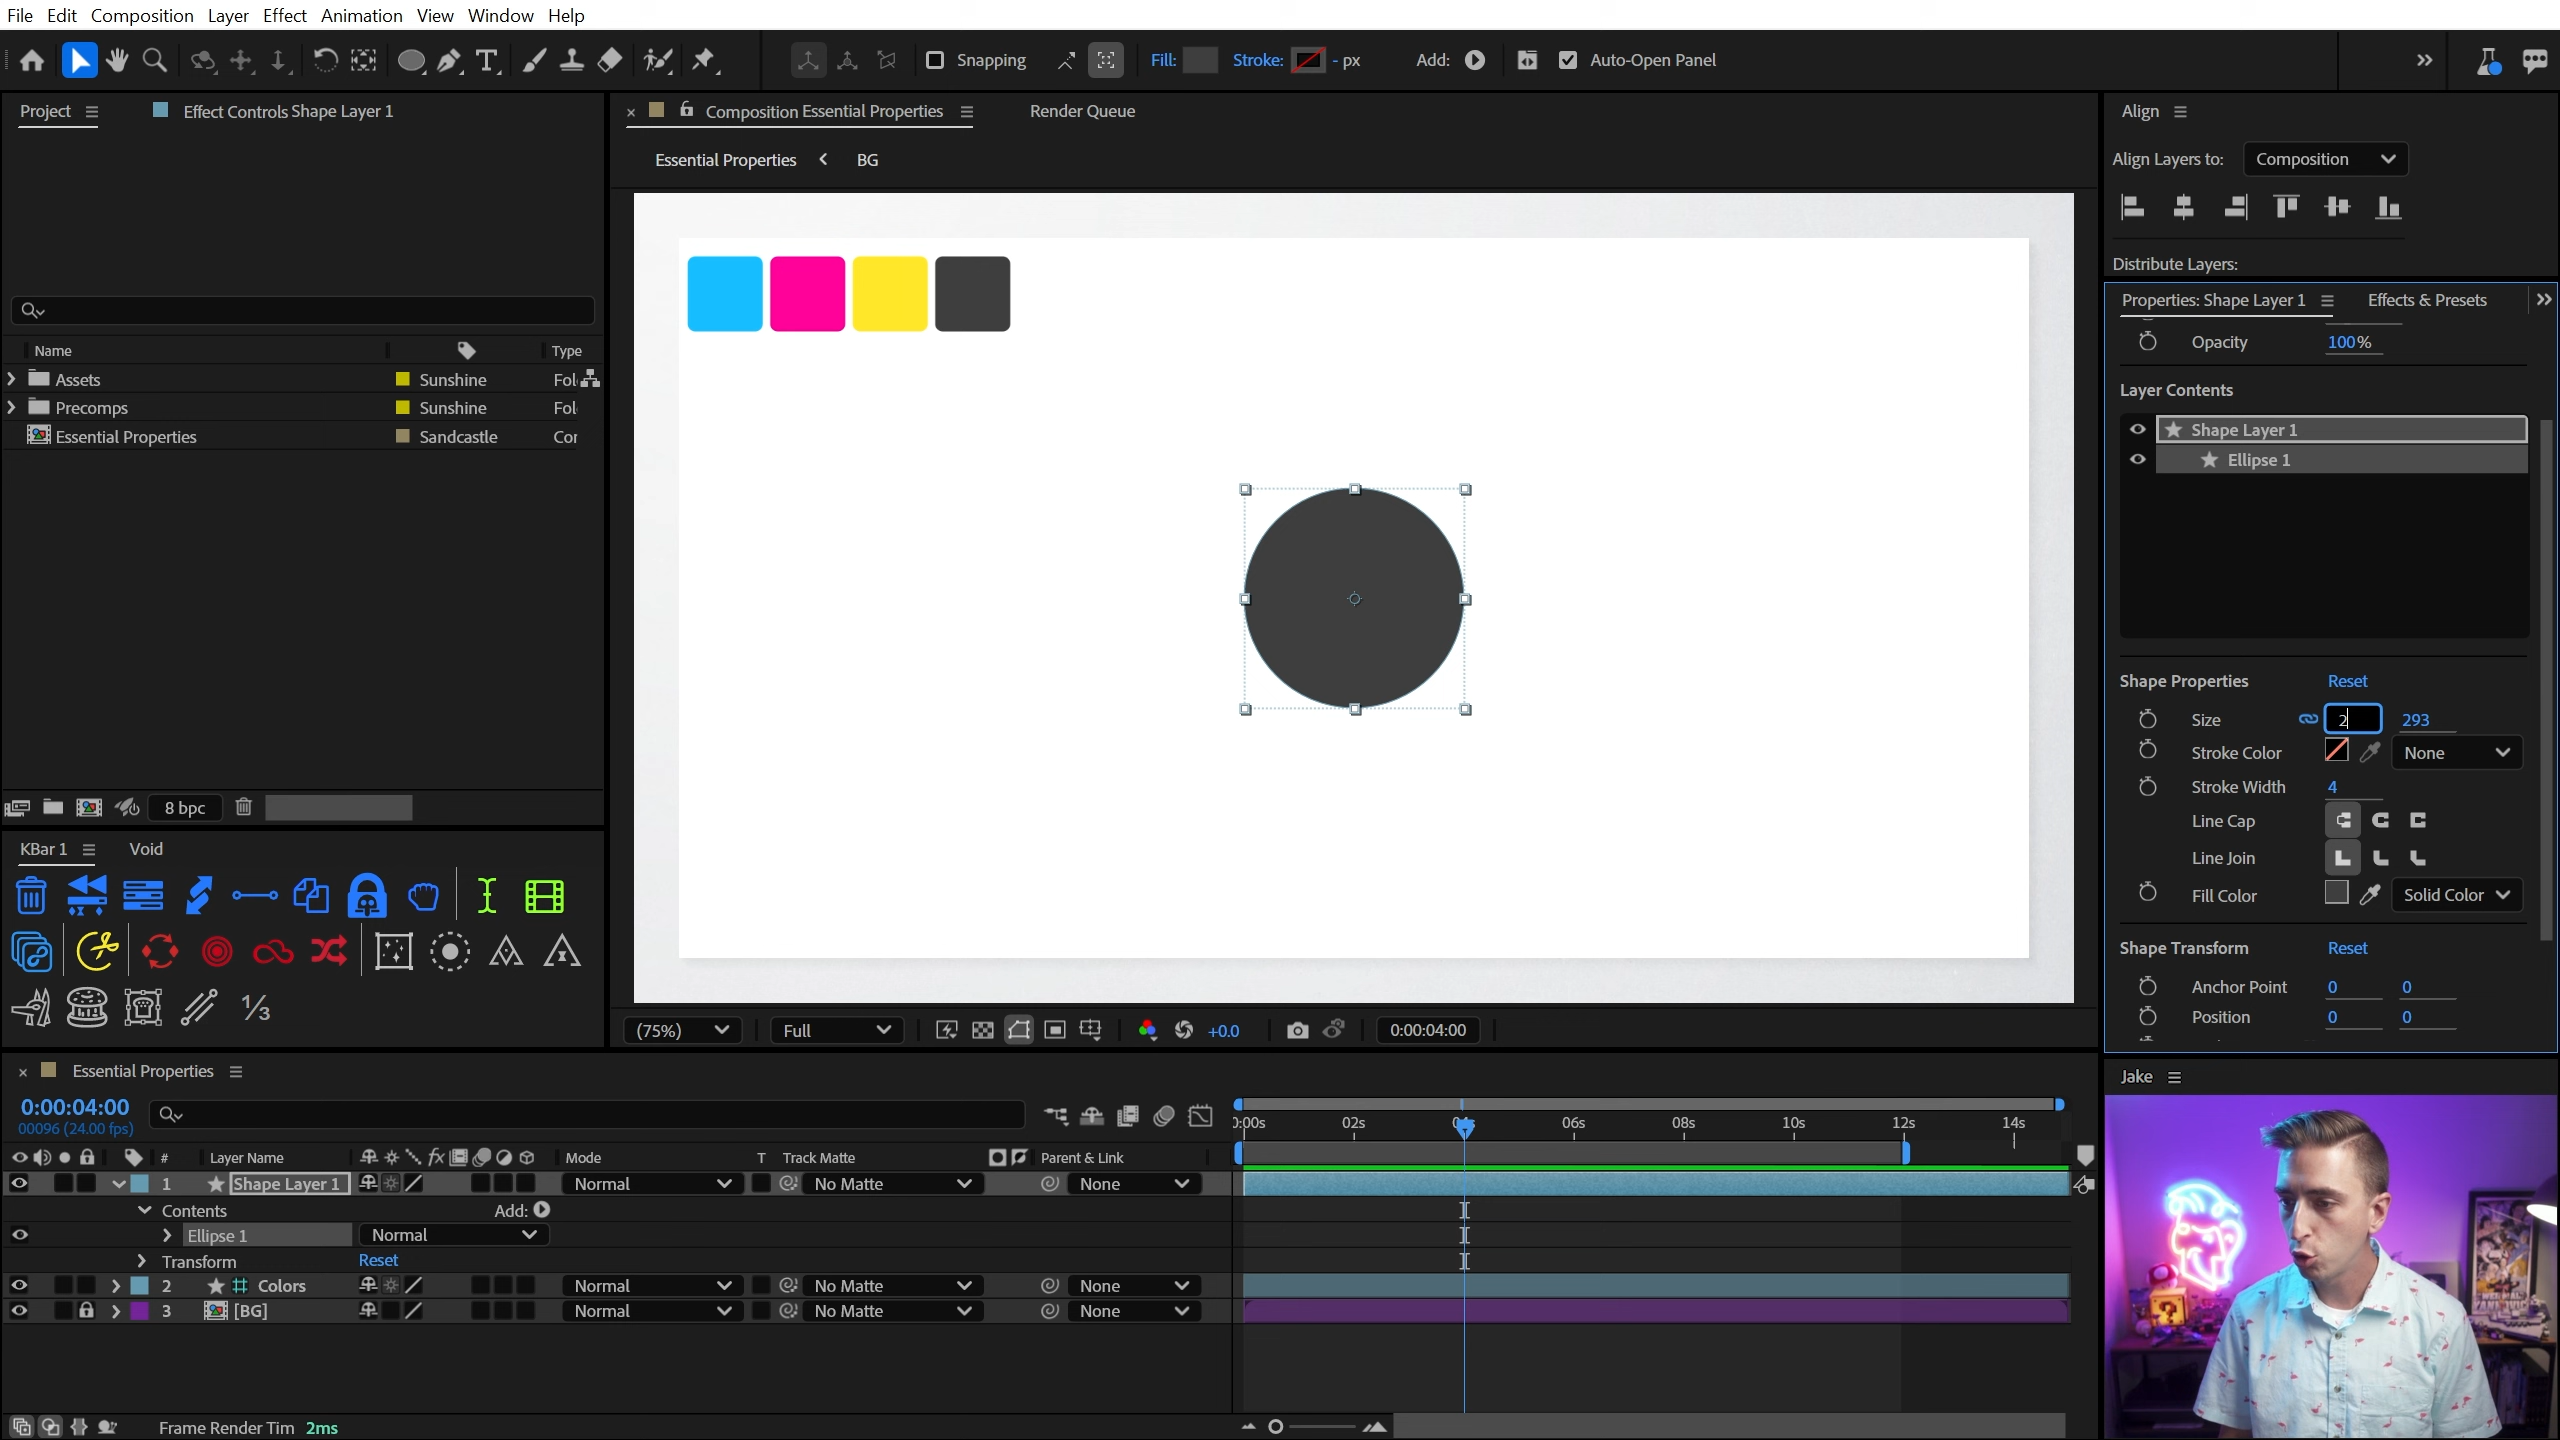 File Edit Composition Layer Effect Animation View Window Help
Snapping Fill: Stroke: - px Add: Auto-Open Panel
Project Effect Controls Shape Layer 1
Composition Essential Properties Render Queue
Essential Properties BG
Name Type
Assets Sunshine Fol
Precomps Sunshine Fol
Essential Properties Sandcastle Cor
8 bpc
KBar 1 Void
1/3
(75%) Full +0.0 0:00:04:00
Align
Align Layers to: Composition
Distribute Layers:
Properties: Shape Layer 1 Effects & Presets
Opacity 100%
Layer Contents
Shape Layer 1
Ellipse 1
Shape Properties Reset
Size 2 293
Stroke Color None
Stroke Width 4
Line Cap
Line Join
Fill Color Solid Color
Shape Transform Reset
Anchor Point 0 0
Position 0 0
Jake
Essential Properties
0:00:04:00
00096 (24.00 fps)
0:00s 02s 04s 06s 08s 10s 12s 14s
# Layer Name fx Mode T Track Matte Parent & Link
1 Shape Layer 1 Normal No Matte None
Contents Add:
Ellipse 1 Normal
Transform Reset
2 Colors Normal No Matte None
3 [BG] Normal No Matte None
Frame Render Tim 2ms